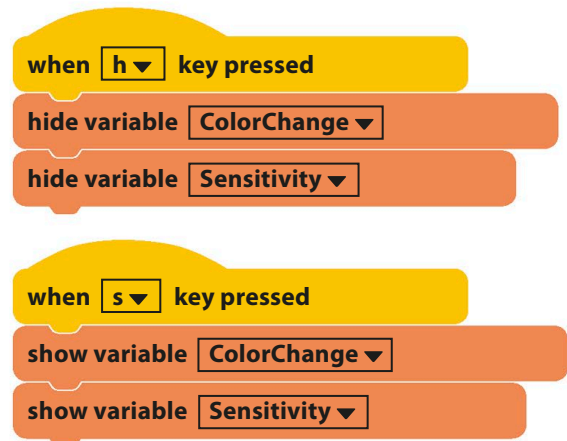 when h key pressed
hide variable ColorChange
hide variable Sensitivity
when s key pressed
show variable ColorChange
show variable Sensitivity